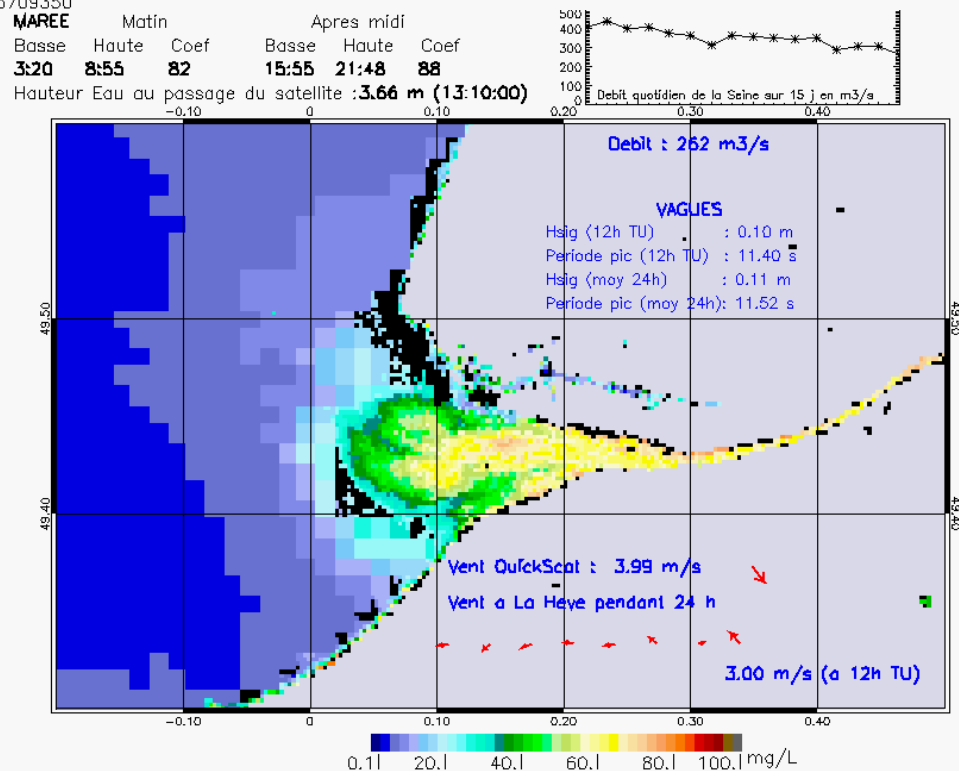 MAREE Matin Apres midi
Basse Haute Coef Basse Haute Coef
3:20 8:55 82 15:55 21:48 88
Hauteur Eau au passage du satellite :3.66 m (13:10:00)
500
400
300
200
100
0
Debit quotidien de la Seine sur 15 j en m3/s
-0.10 0 0.10 0.20 0.30 0.40
Debit : 262 m3/s
VAGUES
Hsig (12h TU) : 0.10 m
Periode pic (12h TU) : 11.40 s
Hsig (moy 24h) : 0.11 m
Periode pic (moy 24h): 11.52 s
49.50 49.50
49.40 49.40
Vent QuickScat : 3.99 m/s
Vent a La Heve pendant 24 h
3.00 m/s (a 12h TU)
-0.10 0 0.10 0.20 0.30 0.40
0.1| 20.| 40.| 60.| 80.| 100.| mg/L